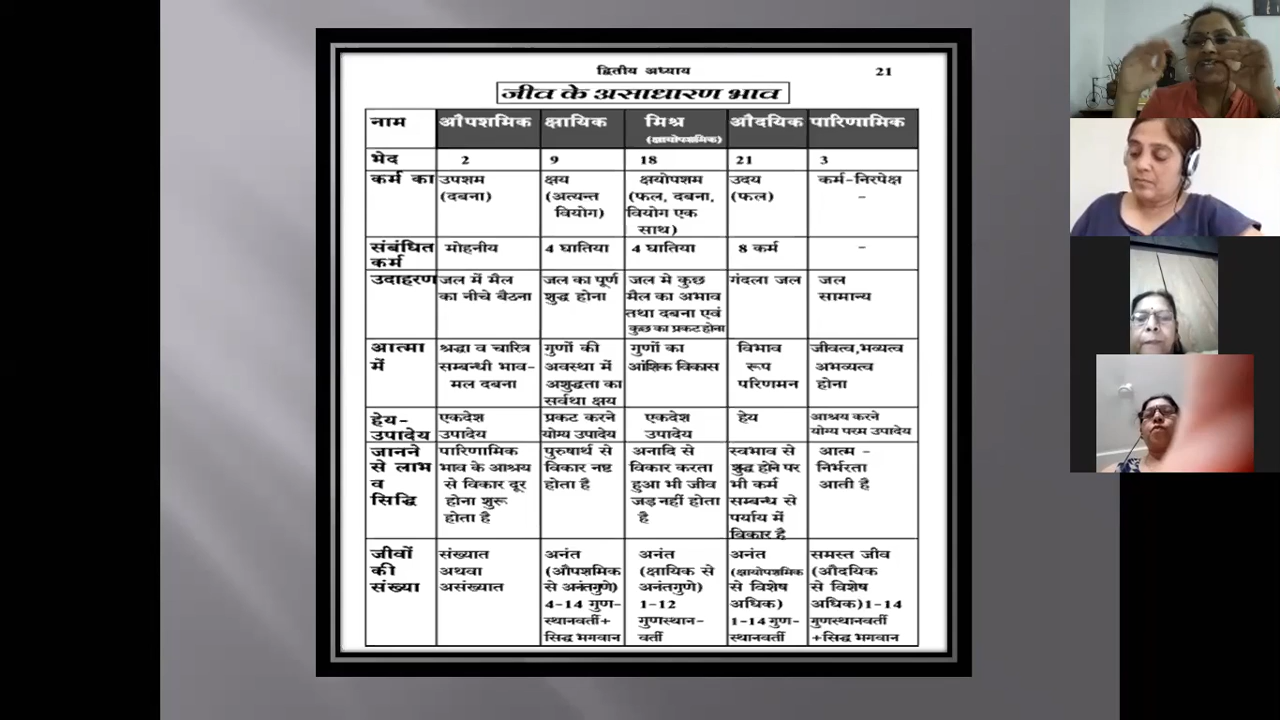 द्वितीय अध्याय 21
जीव के असाधारण भाव
नाम औपशमिक क्षायिक मिश्र (क्षायोपशमिक) औदयिक पारिणामिक
भेद 2 9 18 21 3
कर्म का उपशम क्षय क्षयोपशम उदय कर्म-निरपेक्ष
(दबना) (अत्यन्त (फल, दबना, (फल) -
वियोग) वियोग एक
साथ)
संबंधित मोहनीय 4 घातिया 4 घातिया 8 कर्म -
कर्म
उदाहरण जल में मैल जल का पूर्ण जल मे कुछ गंदला जल जल
का नीचे बैठना शुद्ध होना मैल का अभाव सामान्य
तथा दबना एवं
कुछ का प्रकट होना
आत्मा श्रद्धा व चारित्र गुणों की गुणों का विभाव जीवत्व,भव्यत्व
में सम्बन्धी भाव- अवस्था में आंशिक विकास रूप अभव्यत्व
मल दबना अशुद्धता का परिणमन होना
सर्वथा क्षय
हेय- एकदेश प्रकट करने एकदेश हेय आश्रय करने
उपादेय उपादेय योग्य उपादेय उपादेय योग्य परम उपादेय
जानने पारिणामिक पुरुषार्थ से अनादि से स्वभाव से आत्म -
से लाभ भाव के आश्रय विकार नष्ट विकार करता शुद्ध होने पर निर्भरता
व से विकार दूर होता है हुआ भी जीव भी कर्म आती है
सिद्धि होना शुरू जड़ नहीं होता सम्बन्ध से
होता है है पर्याय में
विकार है
जीवों संख्यात अनंत अनंत अनंत समस्त जीव
की अथवा (औपशमिक (क्षायिक से (क्षायोपशमिक (औदयिक
संख्या असंख्यात से अनंतगुणे) अनंतगुणे) से विशेष से विशेष
4-14 गुण- 1-12 अधिक) अधिक)1-14
स्थानवर्ती+ गुणस्थान- 1-14 गुण- गुणस्थानवर्ती
सिद्ध भगवान वर्ती स्थानवर्ती +सिद्ध भगवान